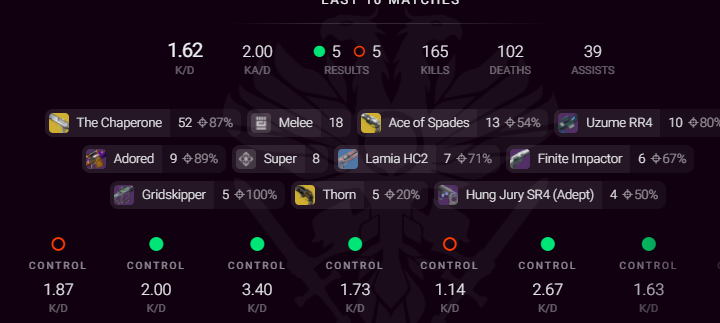 LAST 10 MATCHES
1.62 2.00 5 5 165 102 39
K/D KA/D RESULTS KILLS DEATHS ASSISTS
The Chaperone 52 87% Melee 18 Ace of Spades 13 54% Uzume RR4 10 80%
Adored 9 89% Super 8 Lamia HC2 7 71% Finite Impactor 6 67%
Gridskipper 5 100% Thorn 5 20% Hung Jury SR4 (Adept) 4 50%
CONTROL CONTROL CONTROL CONTROL CONTROL CONTROL CONTROL
1.87 2.00 3.40 1.73 1.14 2.67 1.63
K/D K/D K/D K/D K/D K/D K/D